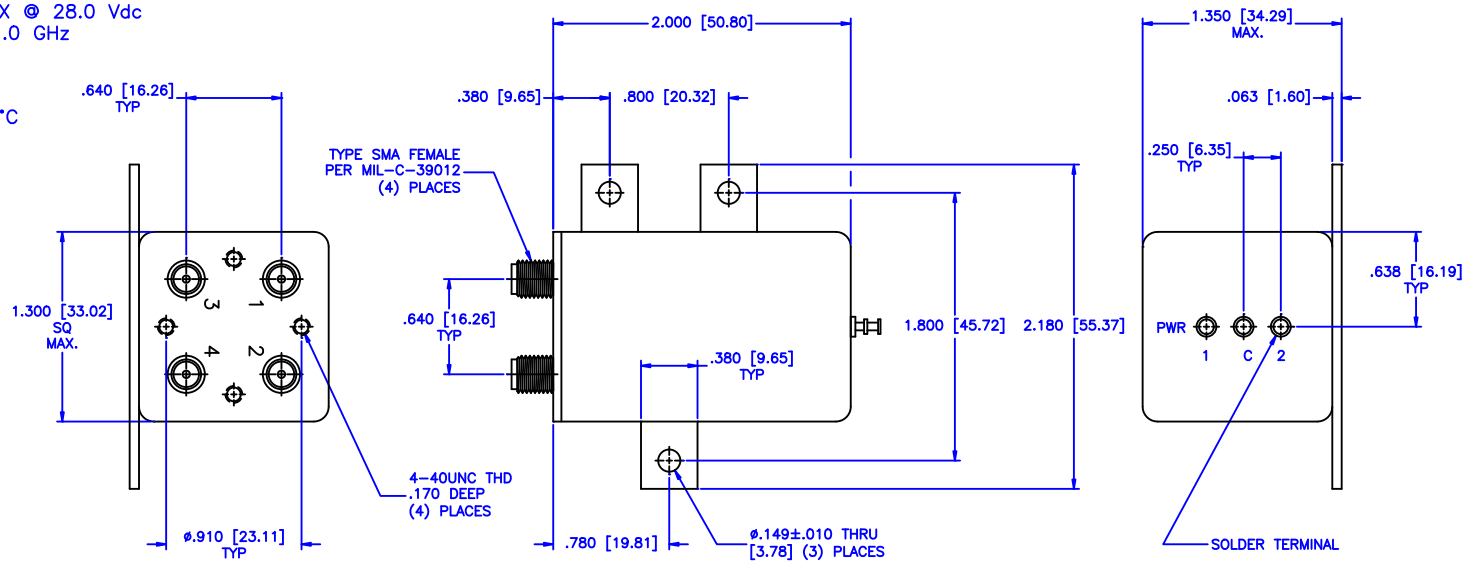 X @ 28.0 Vdc
.0 GHz
°C
.640 [16.26]
TYP
1.300 [33.02]
SQ
MAX.
3
1
4
2
4-40UNC THD
.170 DEEP
(4) PLACES
ø.910 [23.11]
TYP
2.000 [50.80]
.380 [9.65]
.800 [20.32]
TYPE SMA FEMALE
PER MIL-C-39012
(4) PLACES
.640 [16.26]
TYP
1.800 [45.72]
2.180 [55.37]
.380 [9.65]
TYP
.780 [19.81]
ø.149±.010 THRU
[3.78] (3) PLACES
1.350 [34.29]
MAX.
.063 [1.60]
.250 [6.35]
TYP
.638 [16.19]
TYP
PWR
1 C 2
SOLDER TERMINAL